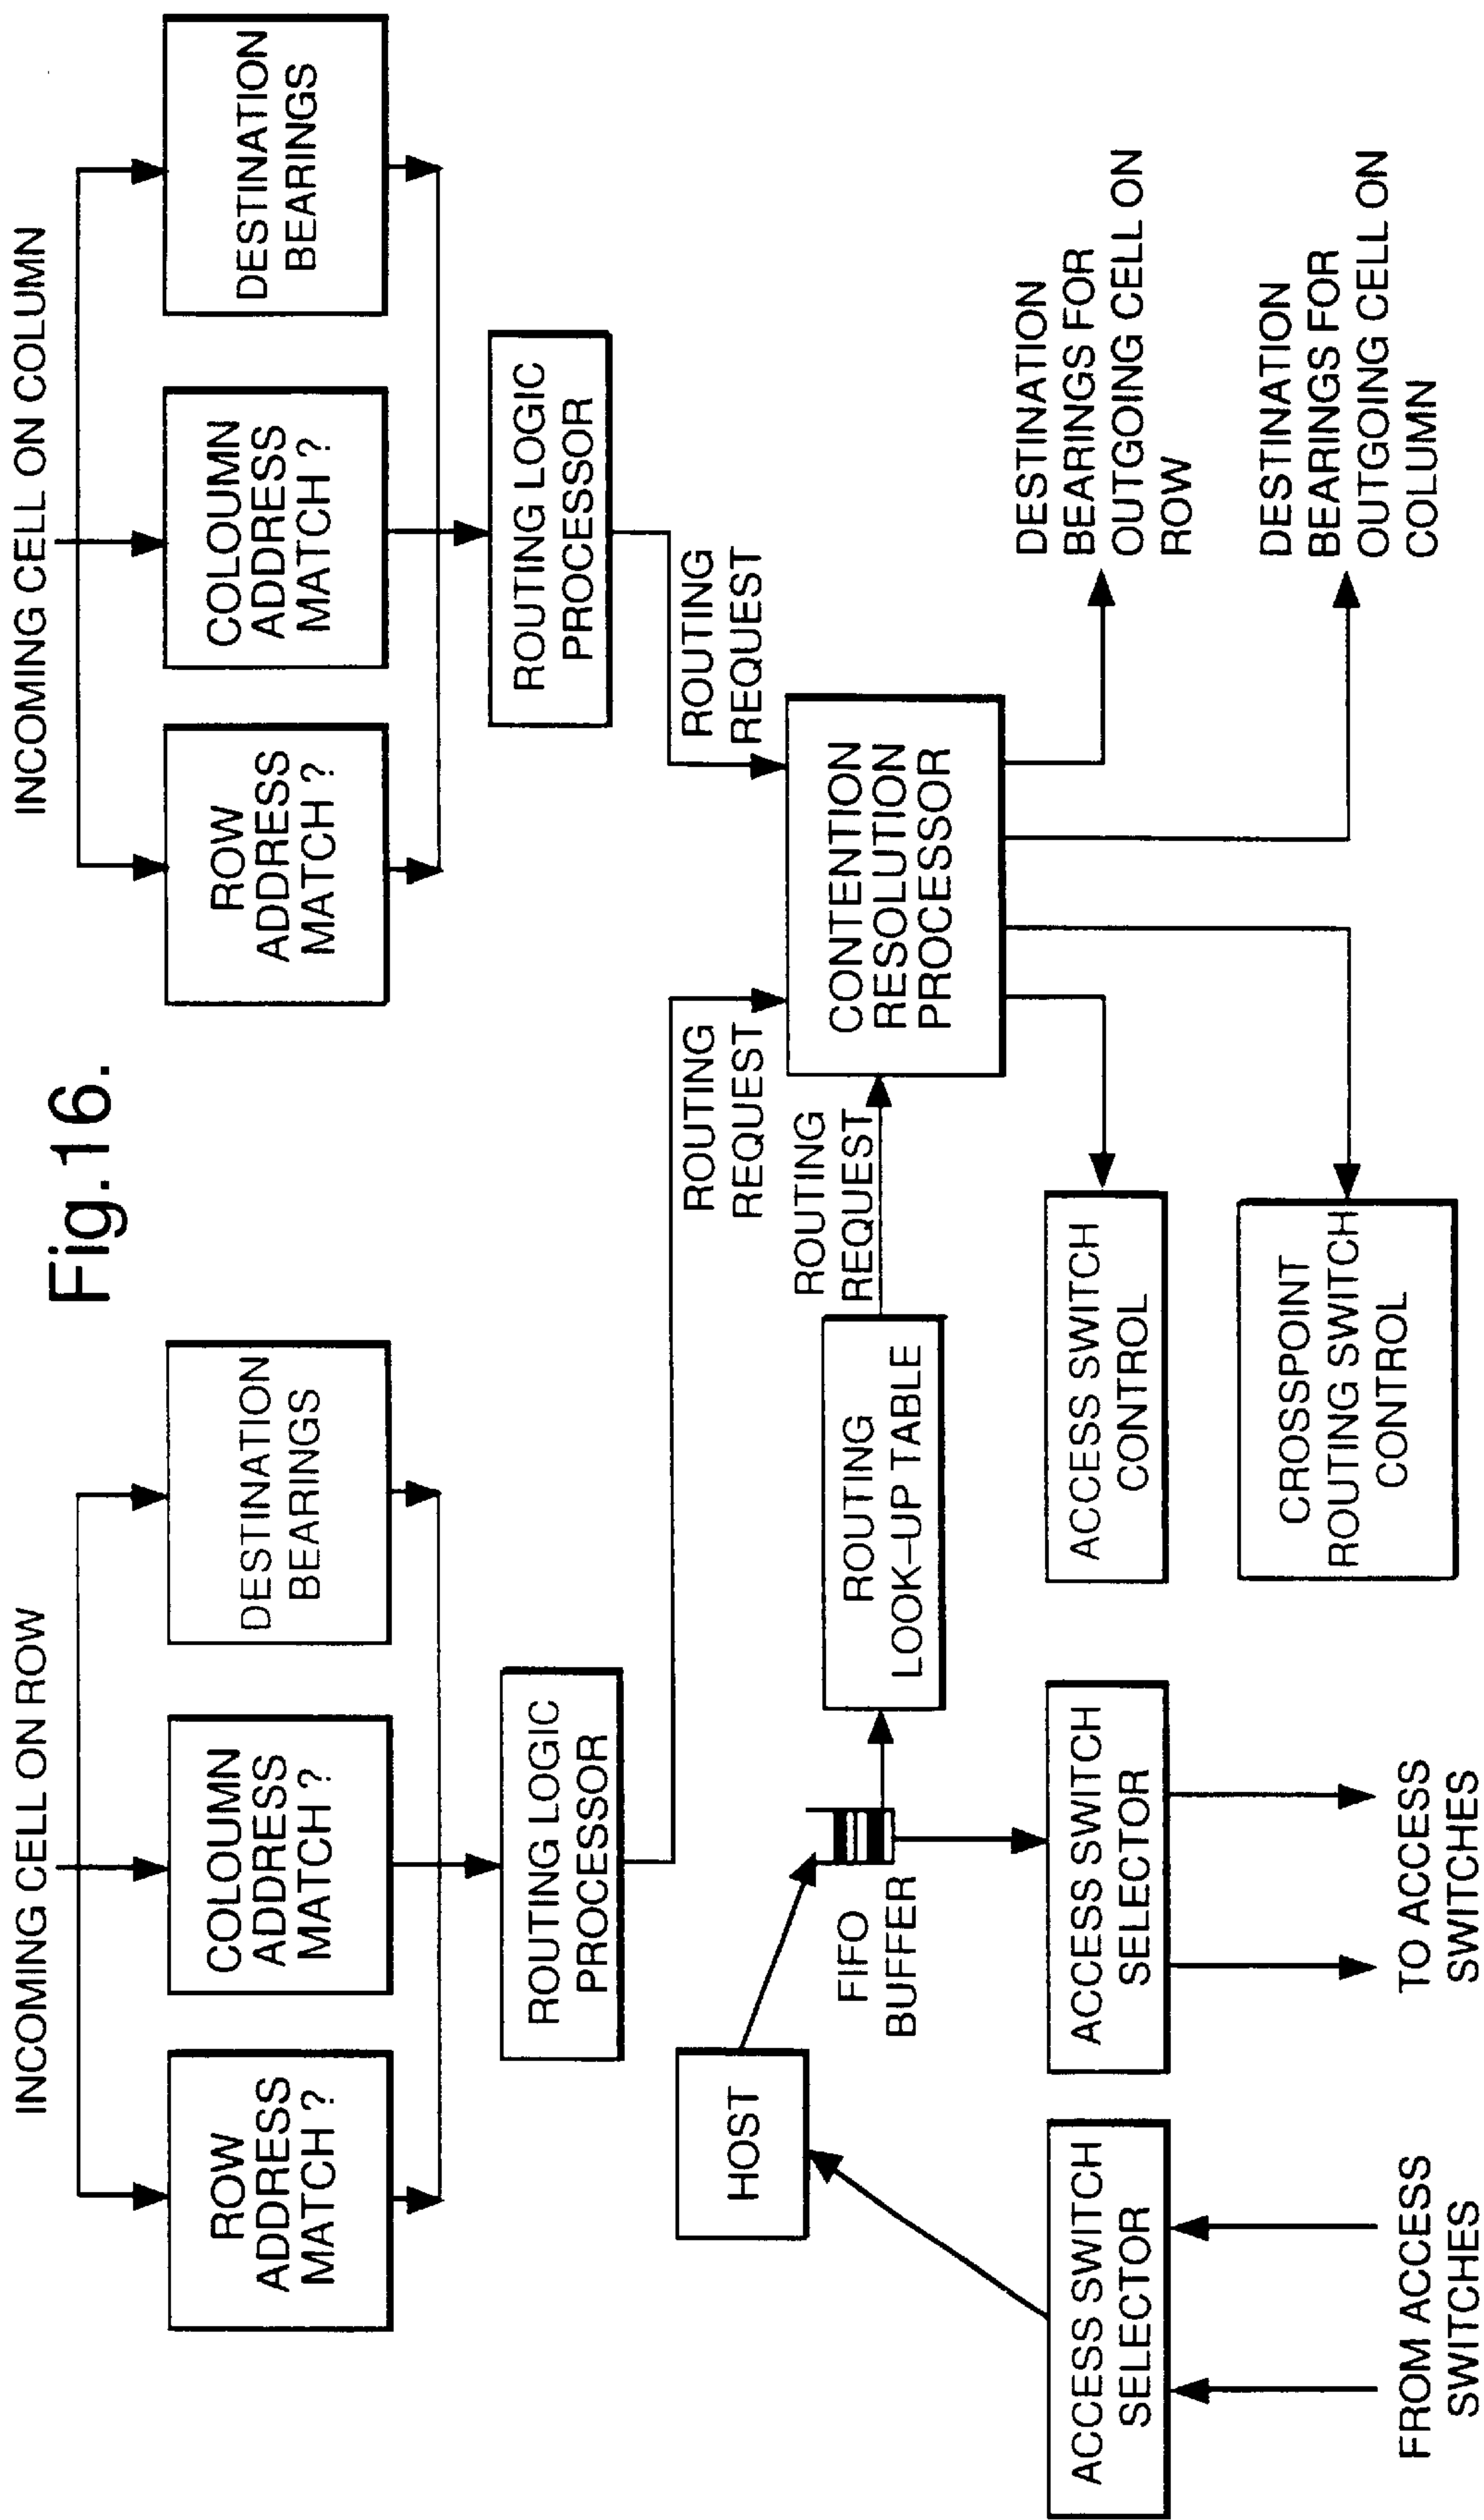 Fig.16.
INCOMING CELL ON ROW
ROW
ADDRESS
MATCH ?
COLOUMN
ADDRESS
MATCH ?
DESTINATION
BEARINGS
ROUTING LOGIC
PROCESSOR
INCOMING CELL ON COLUMN
ROW
ADDRESS
MATCH ?
COLOUMN
ADDRESS
MATCH ?
DESTINATION
BEARINGS
ROUTING LOGIC
PROCESSOR
ROUTING
REQUEST
ROUTING
REQUEST
ROUTING
REQUEST
HOST
FIFO
BUFFER
ROUTING
LOOK-UP TABLE
CONTENTION
RESOLUTION
PROCESSOR
ACCESS SWITCH
SELECTOR
ACCESS SWITCH
SELECTOR
ACCESS SWITCH
CONTROL
CROSSPOINT
ROUTING SWITCH
CONTROL
DESTINATION
BEARINGS FOR
OUTGOING CELL ON
ROW
DESTINATION
BEARINGS FOR
OUTGOING CELL ON
COLUMN
FROM ACCESS
SWITCHES
TO ACCESS
SWITCHES